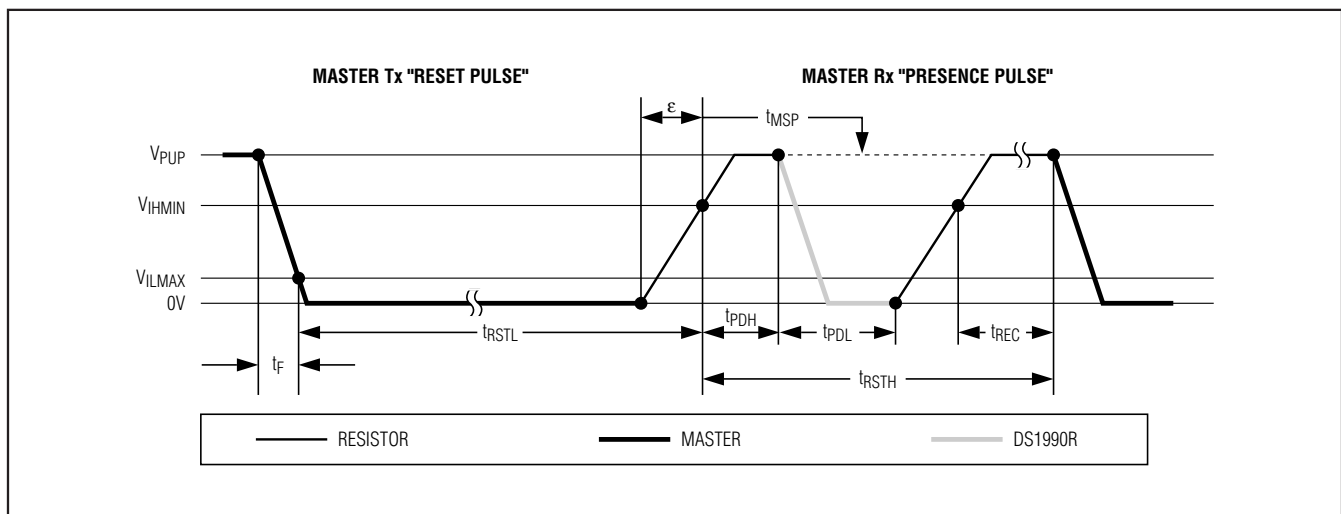 MASTER Tx "RESET PULSE"
MASTER Rx "PRESENCE PULSE"
ε
tMSP
VPUP
VIHMIN
VILMAX
0V
tRSTL
tPDH
tPDL
tREC
tF
tRSTH
RESISTOR
MASTER
DS1990R